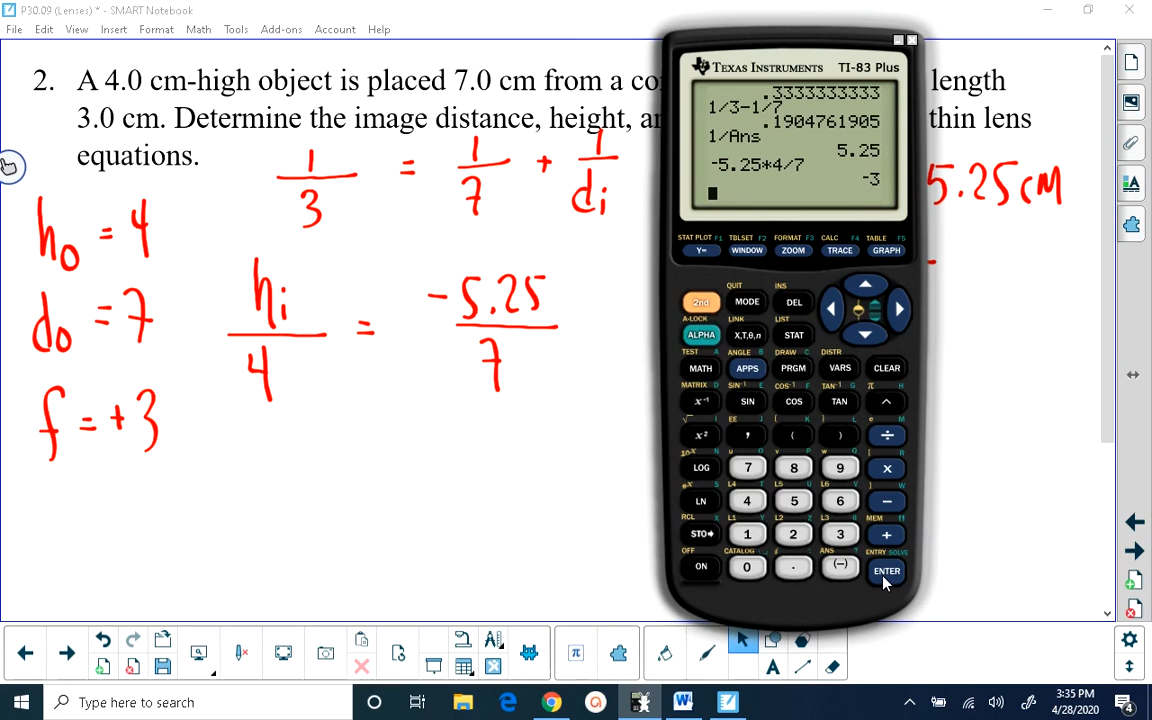 P30.09 (Lenses) * - SMART Notebook
File Edit View Insert Format Math Tools Add-ons Account Help
2. A 4.0 cm-high object is placed 7.0 cm from a length
3.0 cm. Determine the image distance, height, thin lens
equations.
1/3 = 1/7 + 1/di
5.25cm
ho = 4
do = 7
f = +3
hi/4 = -5.25/7
-
TEXAS INSTRUMENTS TI-83 Plus
.3333333333
1/3-1/7
.1904761905
1/Ans
5.25
-5.25*4/7
-3
STAT PLOT F1 TBLSET F2 FORMAT F3 CALC F4 TABLE F5
Y= WINDOW ZOOM TRACE GRAPH
QUIT INS
2nd MODE DEL
A-LOCK LINK LIST
ALPHA X,T,θ,n STAT
TEST A ANGLE B DRAW C DISTR
MATH APPS PRGM VARS CLEAR
MATRIX D SIN⁻¹ E COS⁻¹ F TAN⁻¹ G π H
x⁻¹ SIN COS TAN ^
√ I EE J { K } L e M
x² , ( ) ÷
10ˣ N u O v P w Q [ R
LOG 7 8 9 ×
eˣ S L4 T L5 U L6 V ] W
LN 4 5 6 −
RCL X L1 Y L2 Z L3 θ MEM "
STO➔ 1 2 3 +
OFF CATALOG i : ANS ? ENTRY SOLVE
ON 0 . (−) ENTER
π
A
Type here to search
3:35 PM
4/28/2020
4